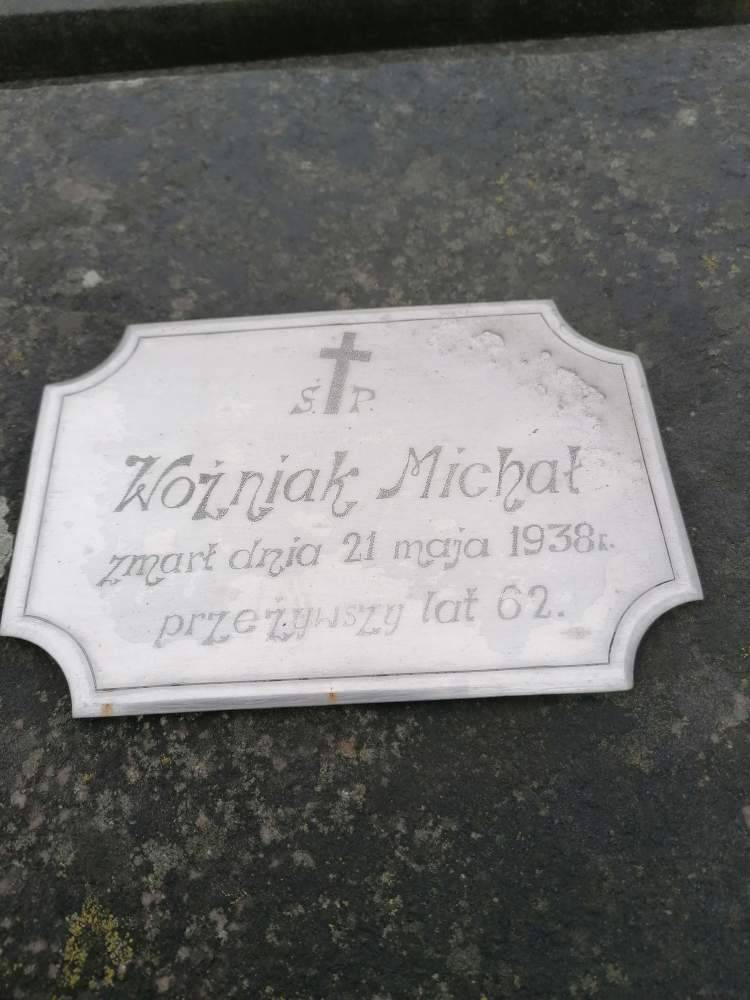 Ś. P.
Woźniak Michał
zmarł dnia 21 maja 1938 r.
przeżywszy lat 62.